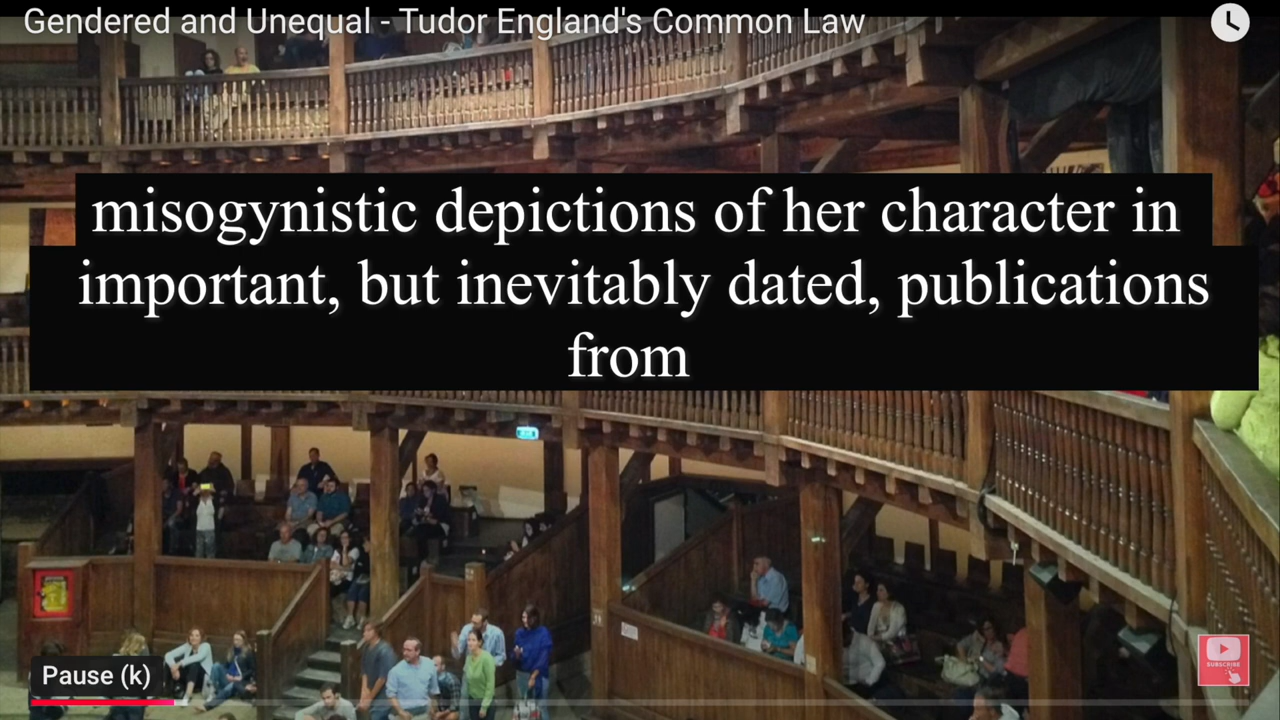 Gendered and Unequal - Tudor England's Common Law
misogynistic depictions of her character in
important, but inevitably dated, publications
from
Pause (k)
SUBSCRIBE